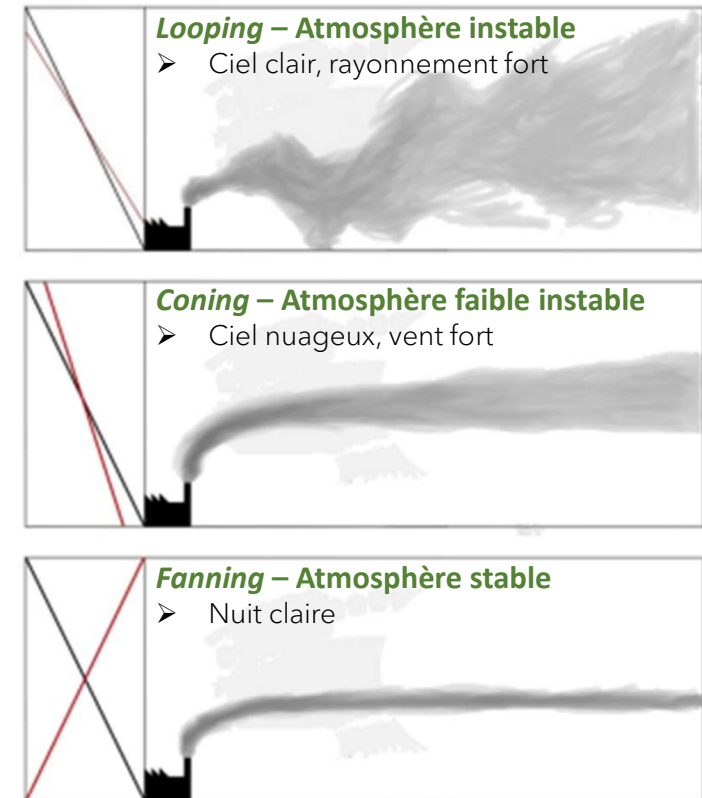 Looping – Atmosphère instable
➢ Ciel clair, rayonnement fort
Coning – Atmosphère faible instable
➢ Ciel nuageux, vent fort
Fanning – Atmosphère stable
➢ Nuit claire